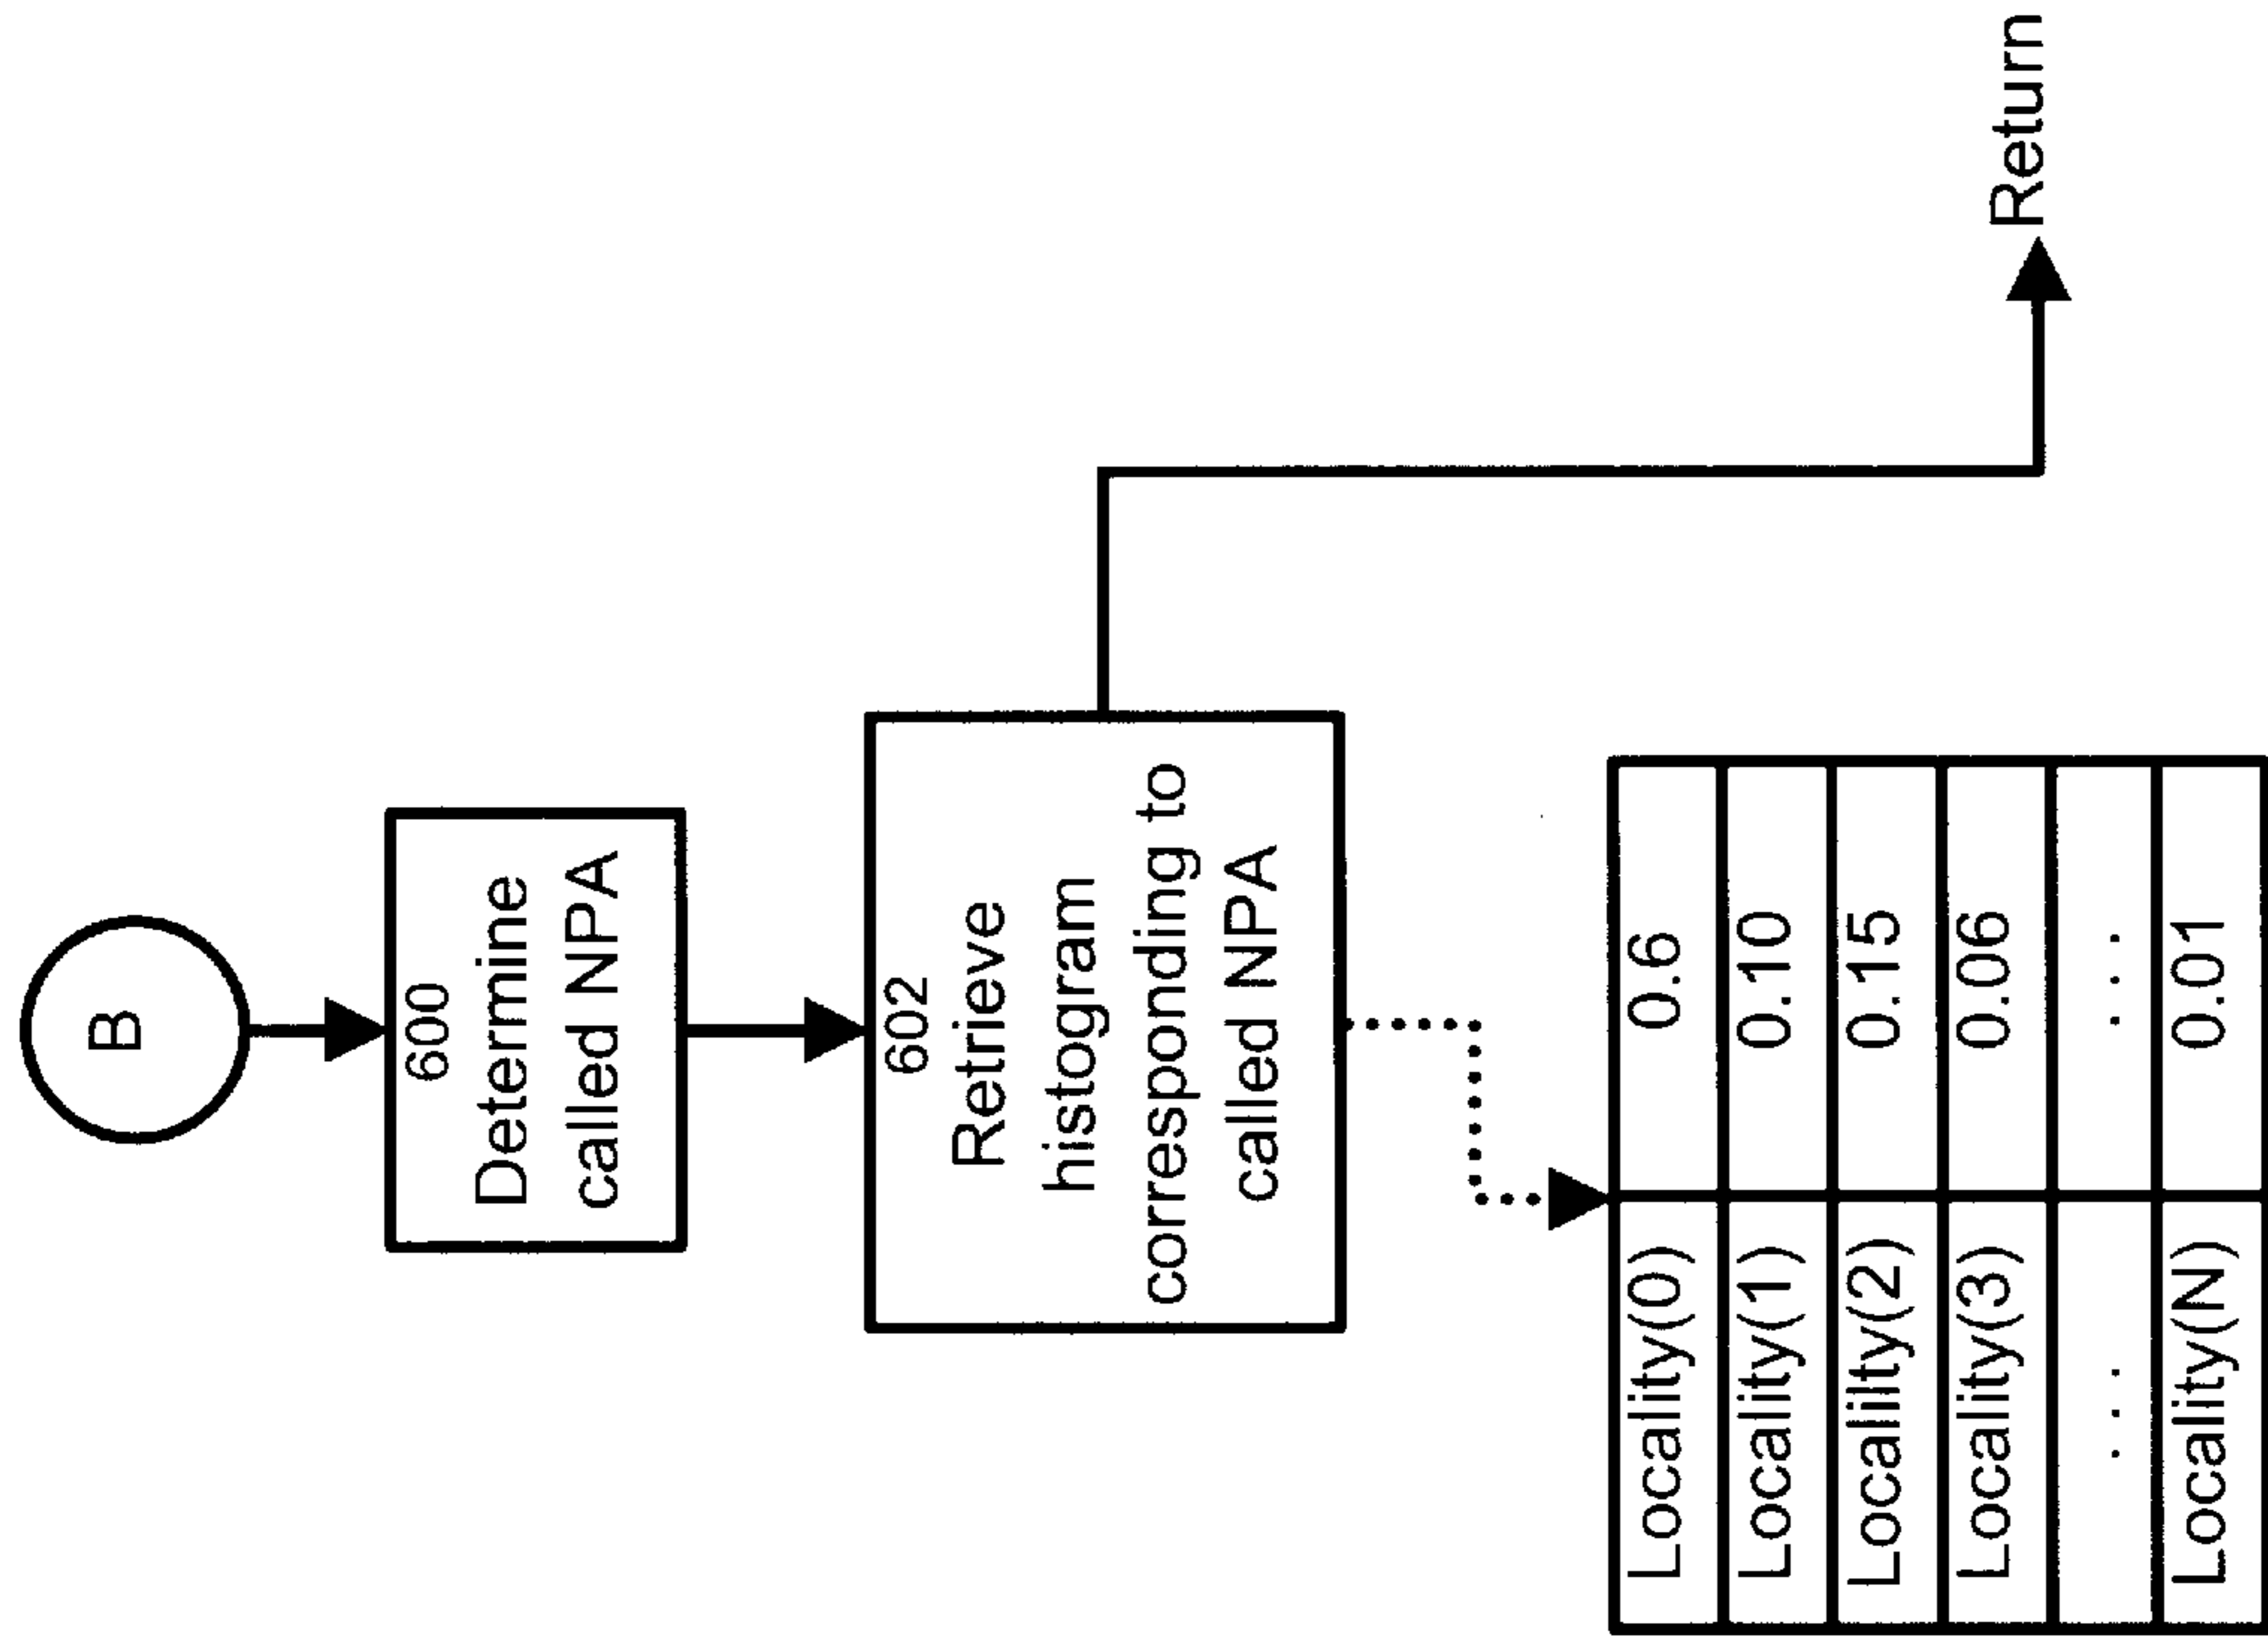 B
600
Determine
called NPA
602
Retrieve
histogram
corresponding to
called NPA
Return
Locality(0) 0.6
Locality(1) 0.10
Locality(2) 0.15
Locality(3) 0.06
... ...
Locality(N) 0.01